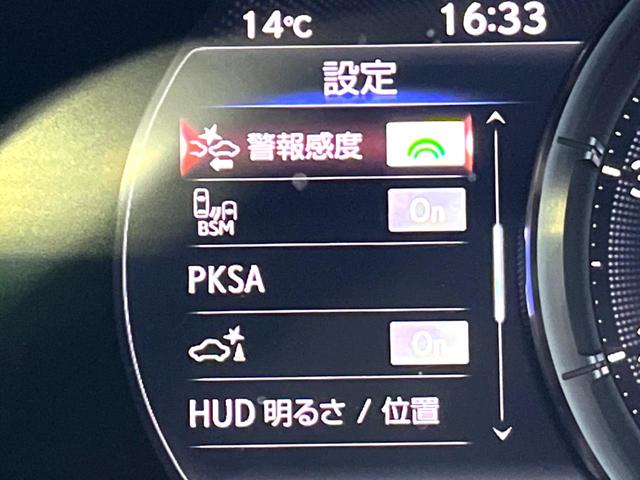 14℃ 16:33
設定
警報感度
On
BSM
PKSA
On
HUD 明るさ / 位置